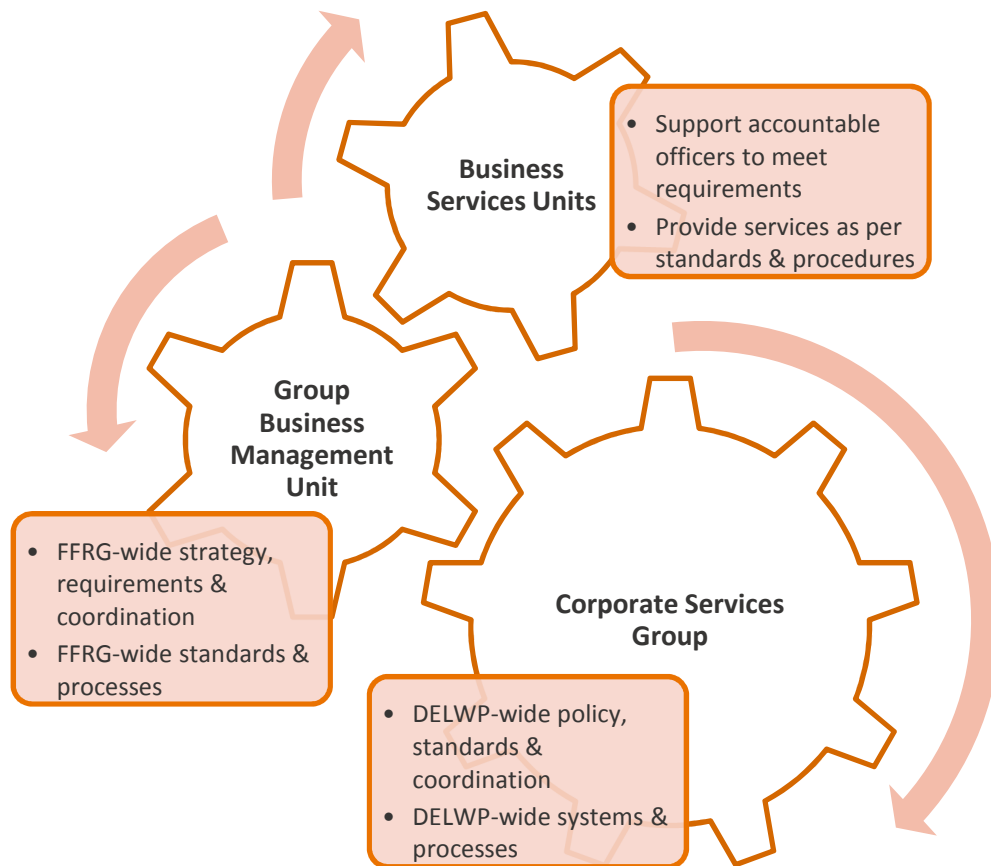 Business
Services Units
• Support accountable
officers to meet
requirements
• Provide services as per
standards & procedures
Group
Business
Management
Unit
• FFRG-wide strategy,
requirements &
coordination
• FFRG-wide standards &
processes
Corporate Services
Group
• DELWP-wide policy,
standards &
coordination
• DELWP-wide systems &
processes